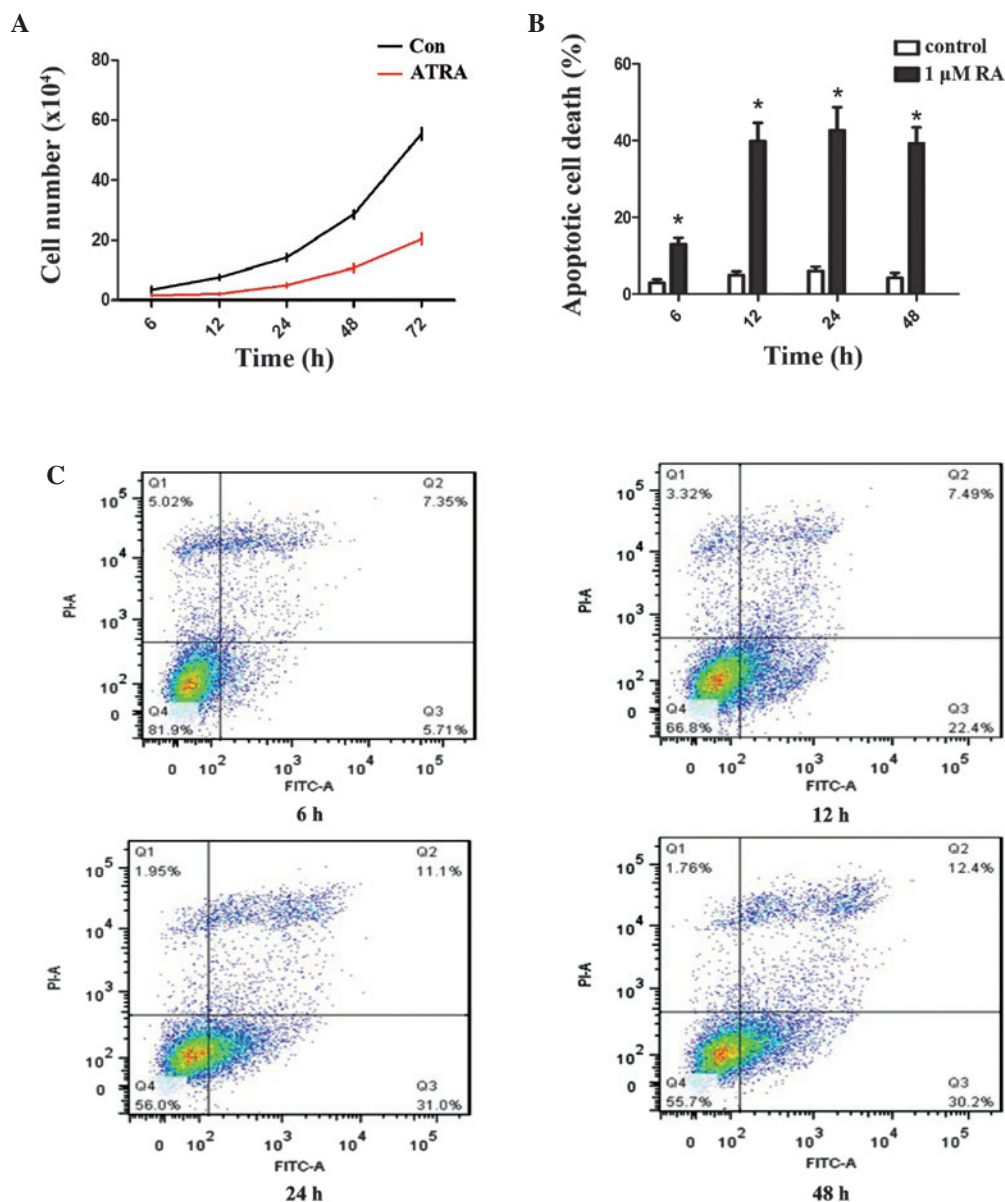 A
Con
ATRA
Cell number (x10⁴)
80
60
40
20
0
6
12
24
48
72
Time (h)
B
control
1 µM RA
Apoptotic cell death (%)
60
40
20
0
*
*
*
*
6
12
24
48
Time (h)
C
Q1
5.02%
Q2
7.35%
10⁵
10⁴
10³
10²
0
PI-A
Q4
81.9%
Q3
5.71%
0 10² 10³ 10⁴ 10⁵
FITC-A
6 h
Q1
3.32%
Q2
7.49%
10⁵
10⁴
10³
10²
0
PI-A
Q4
66.8%
Q3
22.4%
0 10² 10³ 10⁴ 10⁵
FITC-A
12 h
Q1
1.95%
Q2
11.1%
10⁵
10⁴
10³
10²
0
PI-A
Q4
56.0%
Q3
31.0%
0 10² 10³ 10⁴ 10⁵
FITC-A
24 h
Q1
1.76%
Q2
12.4%
10⁵
10⁴
10³
10²
0
PI-A
Q4
55.7%
Q3
30.2%
0 10² 10³ 10⁴ 10⁵
FITC-A
48 h